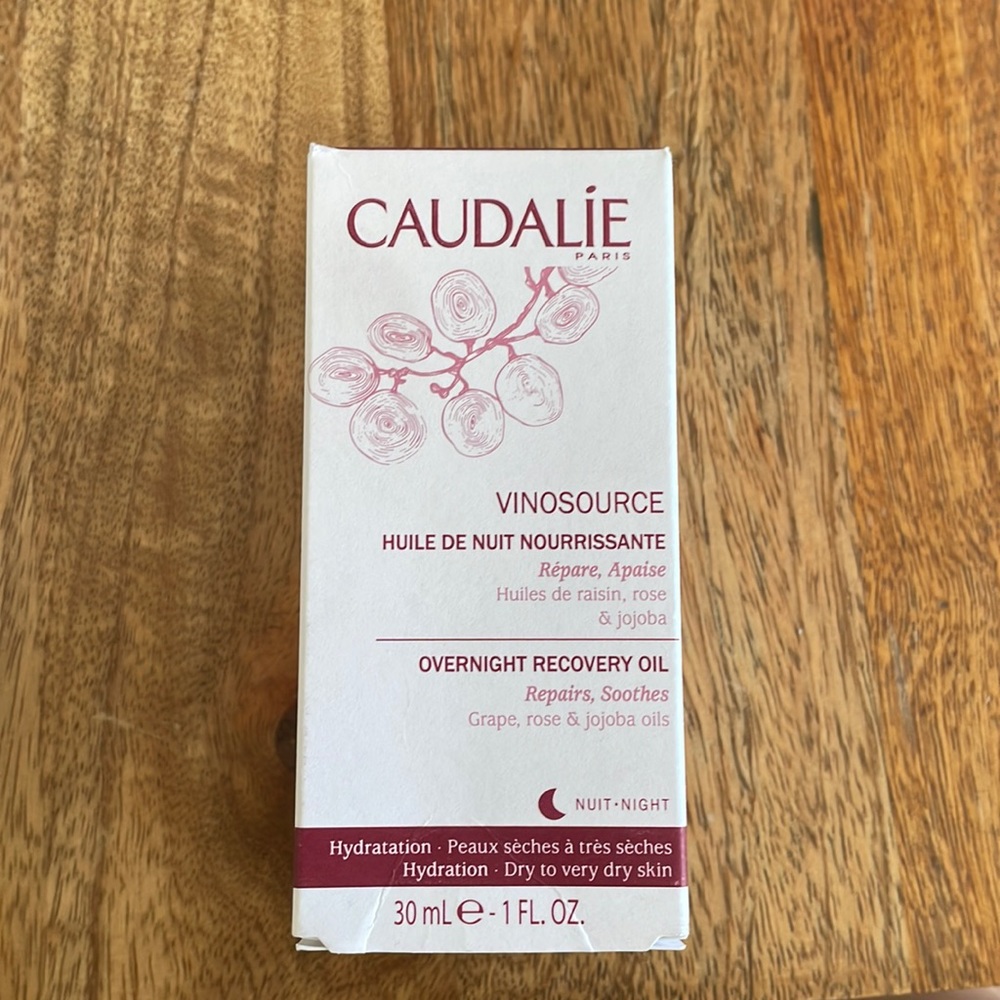 CAUDALÍE
PARIS
VINOSOURCE
HUILE DE NUIT NOURRISSANTE
Répare, Apaise
Huiles de raisin, rose
& jojoba
OVERNIGHT RECOVERY OIL
Repairs, Soothes
Grape, rose & jojoba oils
NUIT·NIGHT
Hydratation · Peaux sèches à très sèches
Hydration · Dry to very dry skin
30 mL ℮ - 1 FL. OZ.